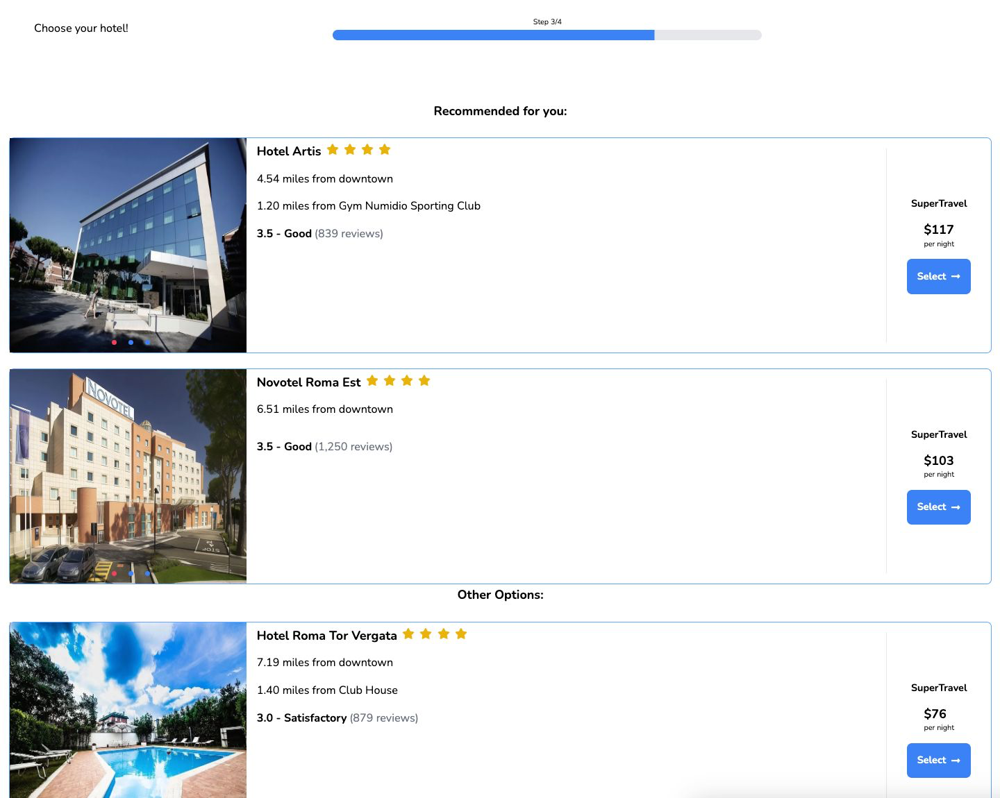 Choose your hotel!
Step 3/4
Recommended for you:
Hotel Artis
4.54 miles from downtown
1.20 miles from Gym Numidio Sporting Club
3.5 - Good (839 reviews)
SuperTravel
$117
per night
Select →
NOVOTEL
Novotel Roma Est
6.51 miles from downtown
3.5 - Good (1,250 reviews)
SuperTravel
$103
per night
Select →
Other Options:
Hotel Roma Tor Vergata
7.19 miles from downtown
1.40 miles from Club House
3.0 - Satisfactory (879 reviews)
SuperTravel
$76
per night
Select →